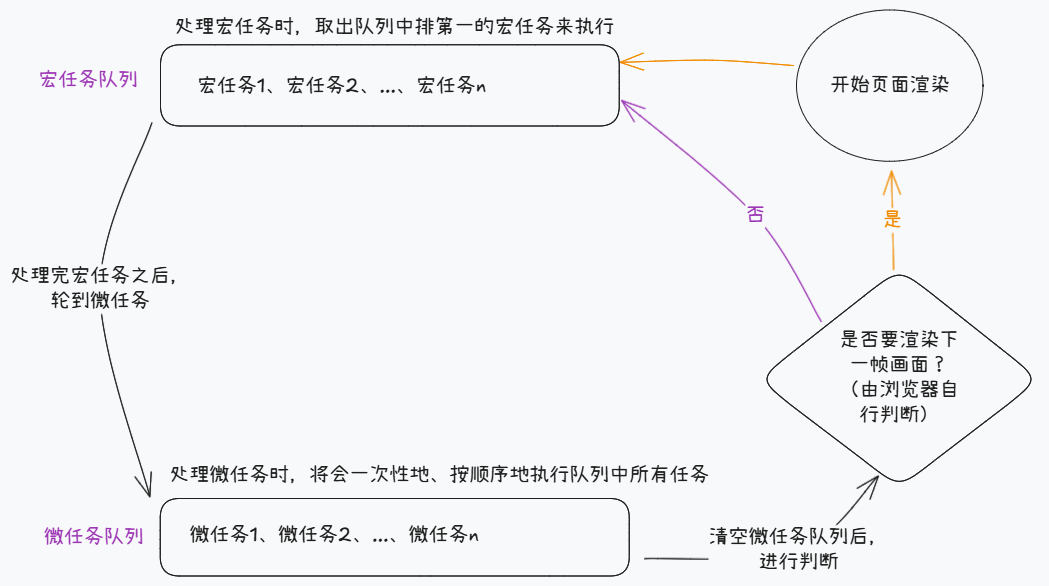 处理宏任务时，取出队列中排第一的宏任务来执行
宏任务队列
宏任务1、宏任务2、...、宏任务n
开始页面渲染
否
是
处理完宏任务之后，
轮到微任务
是否要渲染下
一帧画面？
（由浏览器自
行判断）
处理微任务时，将会一次性地、按顺序地执行队列中所有任务
微任务队列
微任务1、微任务2、...、微任务n
清空微任务队列后，
进行判断